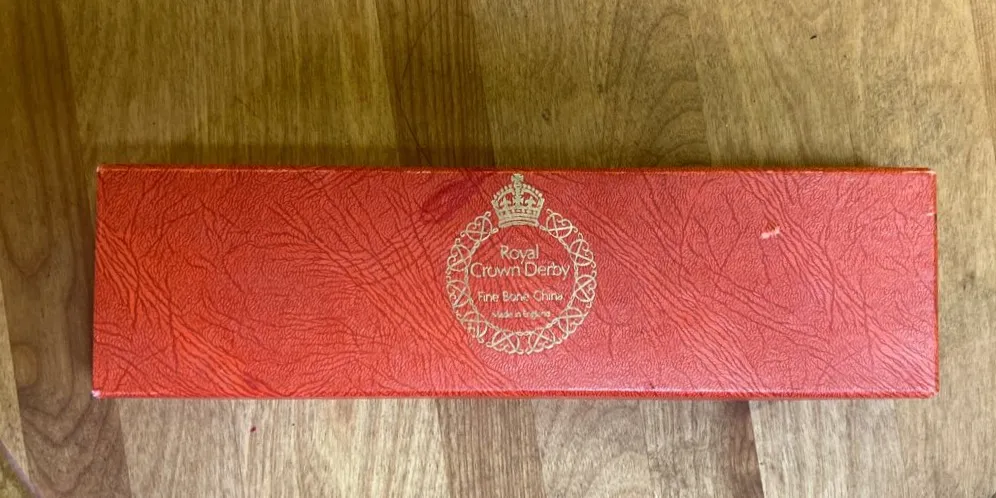 Royal
Crown Derby
Fine Bone China
Made in England